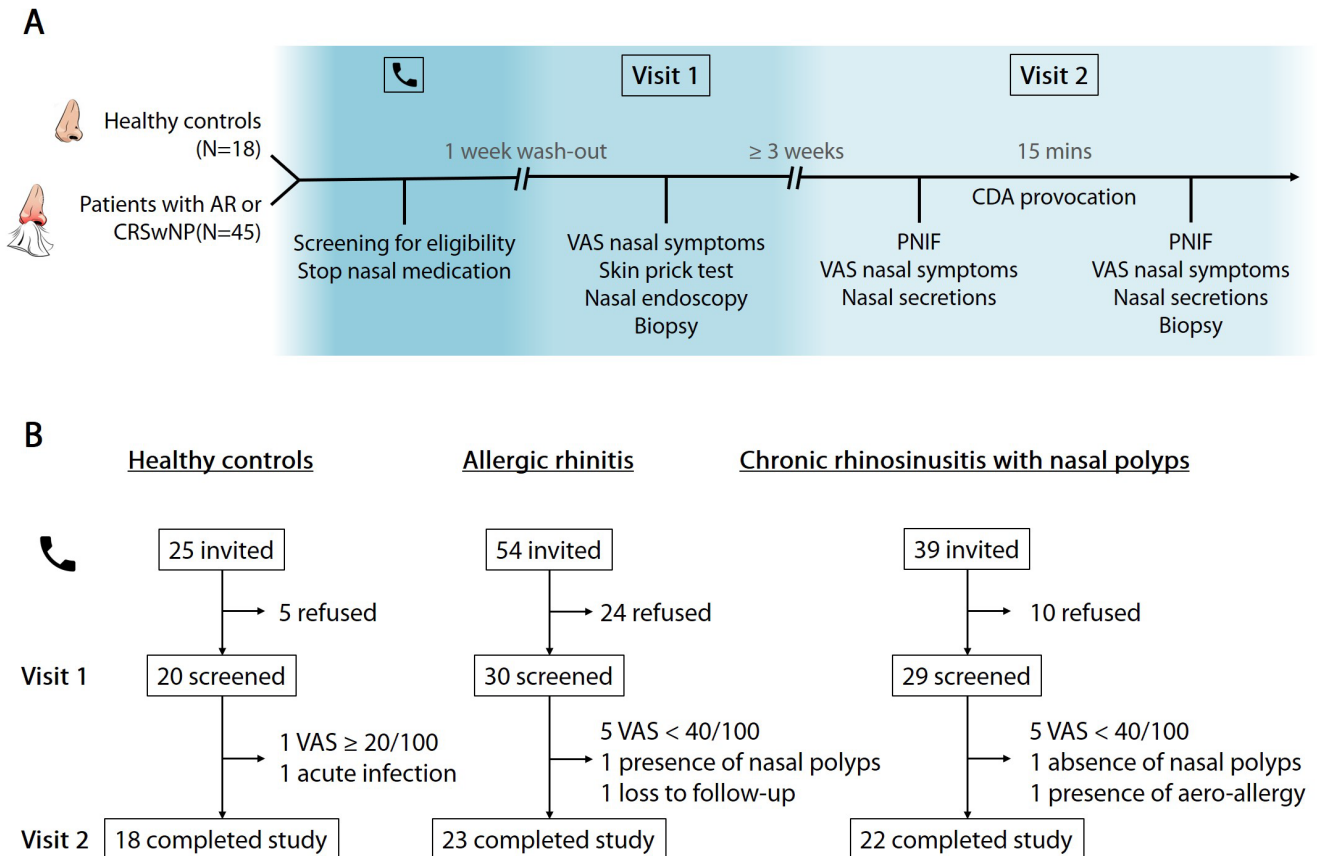 A
Visit 1
Visit 2
Healthy controls
(N=18)
Patients with AR or
CRSwNP(N=45)
1 week wash-out
≥ 3 weeks
15 mins
CDA provocation
Screening for eligibility
Stop nasal medication
VAS nasal symptoms
Skin prick test
Nasal endoscopy
Biopsy
PNIF
VAS nasal symptoms
Nasal secretions
PNIF
VAS nasal symptoms
Nasal secretions
Biopsy
B
Healthy controls
Allergic rhinitis
Chronic rhinosinusitis with nasal polyps
25 invited
54 invited
39 invited
5 refused
24 refused
10 refused
Visit 1
20 screened
30 screened
29 screened
1 VAS ≥ 20/100
1 acute infection
5 VAS < 40/100
1 presence of nasal polyps
1 loss to follow-up
5 VAS < 40/100
1 absence of nasal polyps
1 presence of aero-allergy
Visit 2
18 completed study
23 completed study
22 completed study